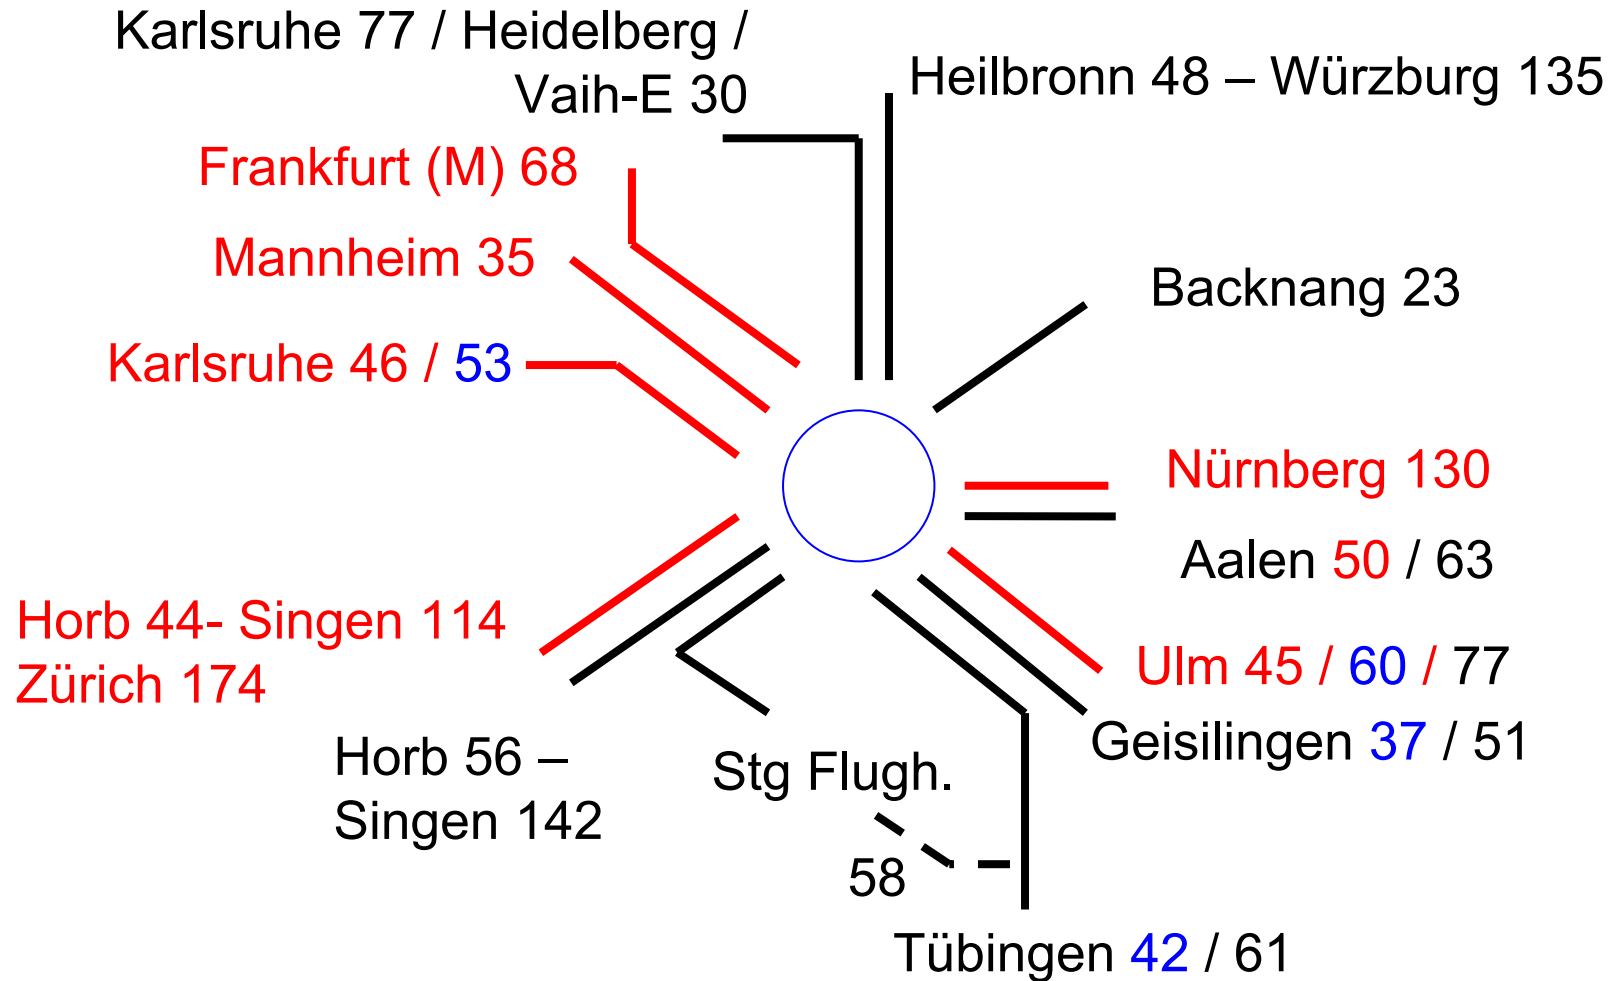 Karlsruhe 77 / Heidelberg /
Vaih-E 30
Heilbronn 48 – Würzburg 135
Frankfurt (M) 68
Mannheim 35
Backnang 23
Karlsruhe 46 / 53
Nürnberg 130
Aalen 50 / 63
Horb 44- Singen 114
Zürich 174
Ulm 45 / 60 / 77
Geisilingen 37 / 51
Horb 56 –
Singen 142
Stg Flugh.
58
Tübingen 42 / 61